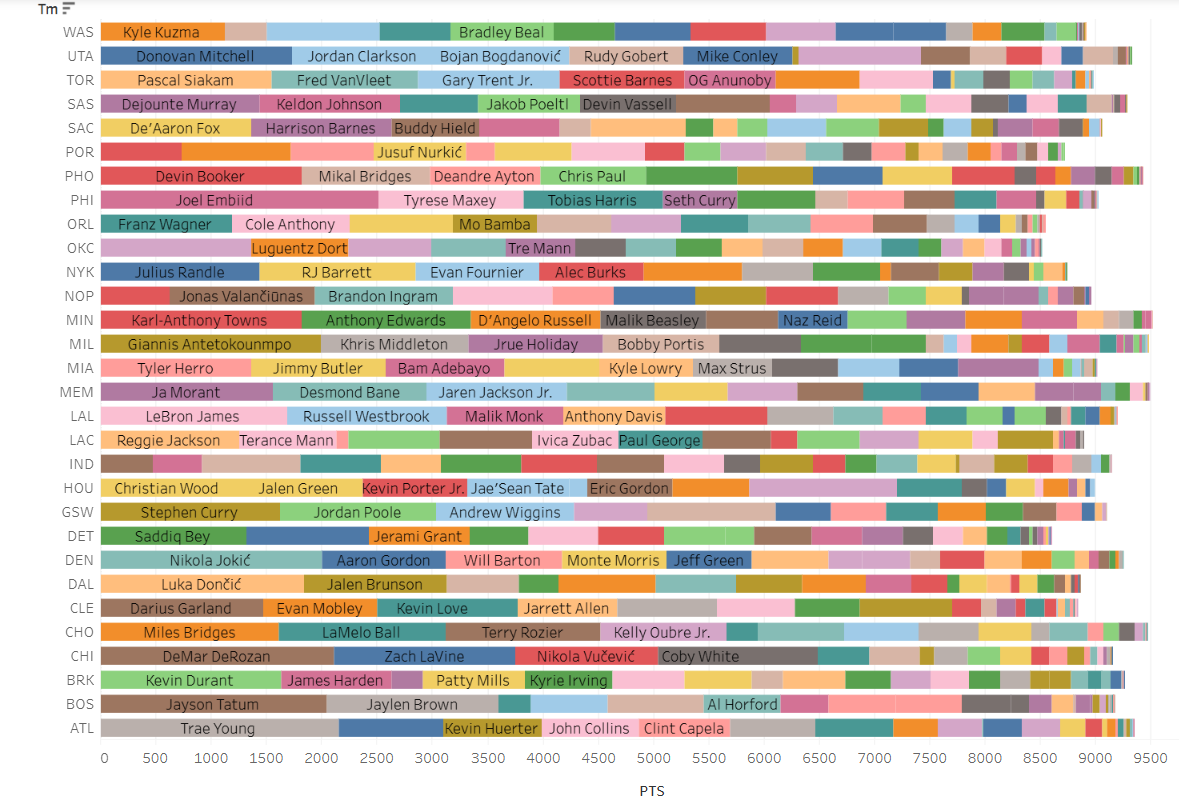 Tm
WAS Kyle Kuzma Bradley Beal
UTA Donovan Mitchell Jordan Clarkson Bojan Bogdanović Rudy Gobert Mike Conley
TOR Pascal Siakam Fred VanVleet Gary Trent Jr. Scottie Barnes OG Anunoby
SAS Dejounte Murray Keldon Johnson Jakob Poeltl Devin Vassell
SAC De'Aaron Fox Harrison Barnes Buddy Hield
POR Jusuf Nurkić
PHO Devin Booker Mikal Bridges Deandre Ayton Chris Paul
PHI Joel Embiid Tyrese Maxey Tobias Harris Seth Curry
ORL Franz Wagner Cole Anthony Mo Bamba
OKC Luguentz Dort Tre Mann
NYK Julius Randle RJ Barrett Evan Fournier Alec Burks
NOP Jonas Valančiūnas Brandon Ingram
MIN Karl-Anthony Towns Anthony Edwards D'Angelo Russell Malik Beasley Naz Reid
MIL Giannis Antetokounmpo Khris Middleton Jrue Holiday Bobby Portis
MIA Tyler Herro Jimmy Butler Bam Adebayo Kyle Lowry Max Strus
MEM Ja Morant Desmond Bane Jaren Jackson Jr.
LAL LeBron James Russell Westbrook Malik Monk Anthony Davis
LAC Reggie Jackson Terance Mann Ivica Zubac Paul George
IND
HOU Christian Wood Jalen Green Kevin Porter Jr. Jae'Sean Tate Eric Gordon
GSW Stephen Curry Jordan Poole Andrew Wiggins
DET Saddiq Bey Jerami Grant
DEN Nikola Jokić Aaron Gordon Will Barton Monte Morris Jeff Green
DAL Luka Dončić Jalen Brunson
CLE Darius Garland Evan Mobley Kevin Love Jarrett Allen
CHO Miles Bridges LaMelo Ball Terry Rozier Kelly Oubre Jr.
CHI DeMar DeRozan Zach LaVine Nikola Vučević Coby White
BRK Kevin Durant James Harden Patty Mills Kyrie Irving
BOS Jayson Tatum Jaylen Brown Al Horford
ATL Trae Young Kevin Huerter John Collins Clint Capela
0 500 1000 1500 2000 2500 3000 3500 4000 4500 5000 5500 6000 6500 7000 7500 8000 8500 9000 9500
PTS